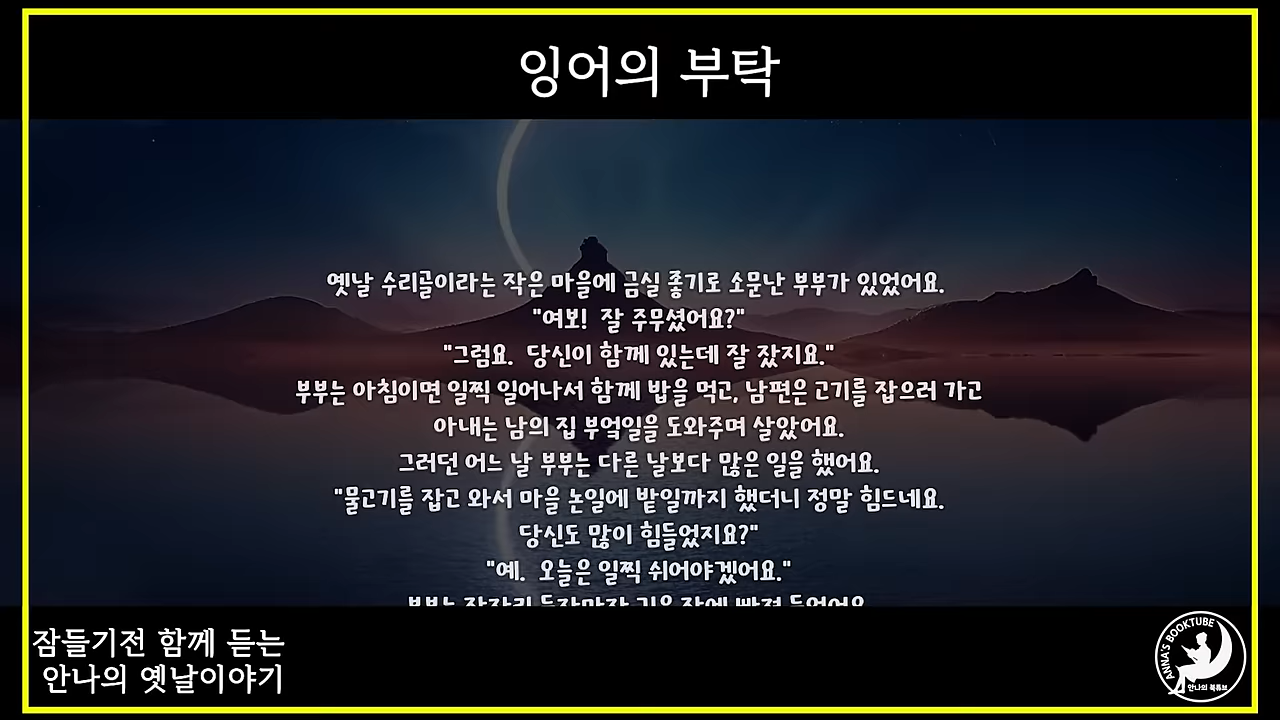 잉어의 부탁
옛날 수리골이라는 작은 마을에 금실 좋기로 소문난 부부가 있었어요.
"여보! 잘 주무셨어요?"
"그럼요. 당신이 함께 있는데 잘 잤지요."
부부는 아침이면 일찍 일어나서 함께 밥을 먹고, 남편은 고기를 잡으러 가고
아내는 남의 집 부엌일을 도와주며 살았어요.
그러던 어느 날 부부는 다른 날보다 많은 일을 했어요.
"물고기를 잡고 와서 마을 논일에 밭일까지 했더니 정말 힘드네요.
당신도 많이 힘들었지요?"
"예. 오늘은 일찍 쉬어야겠어요."
잠들기전 함께 듣는
안나의 옛날이야기
ANNA'S BOOKTUBE
안나의 북튜브